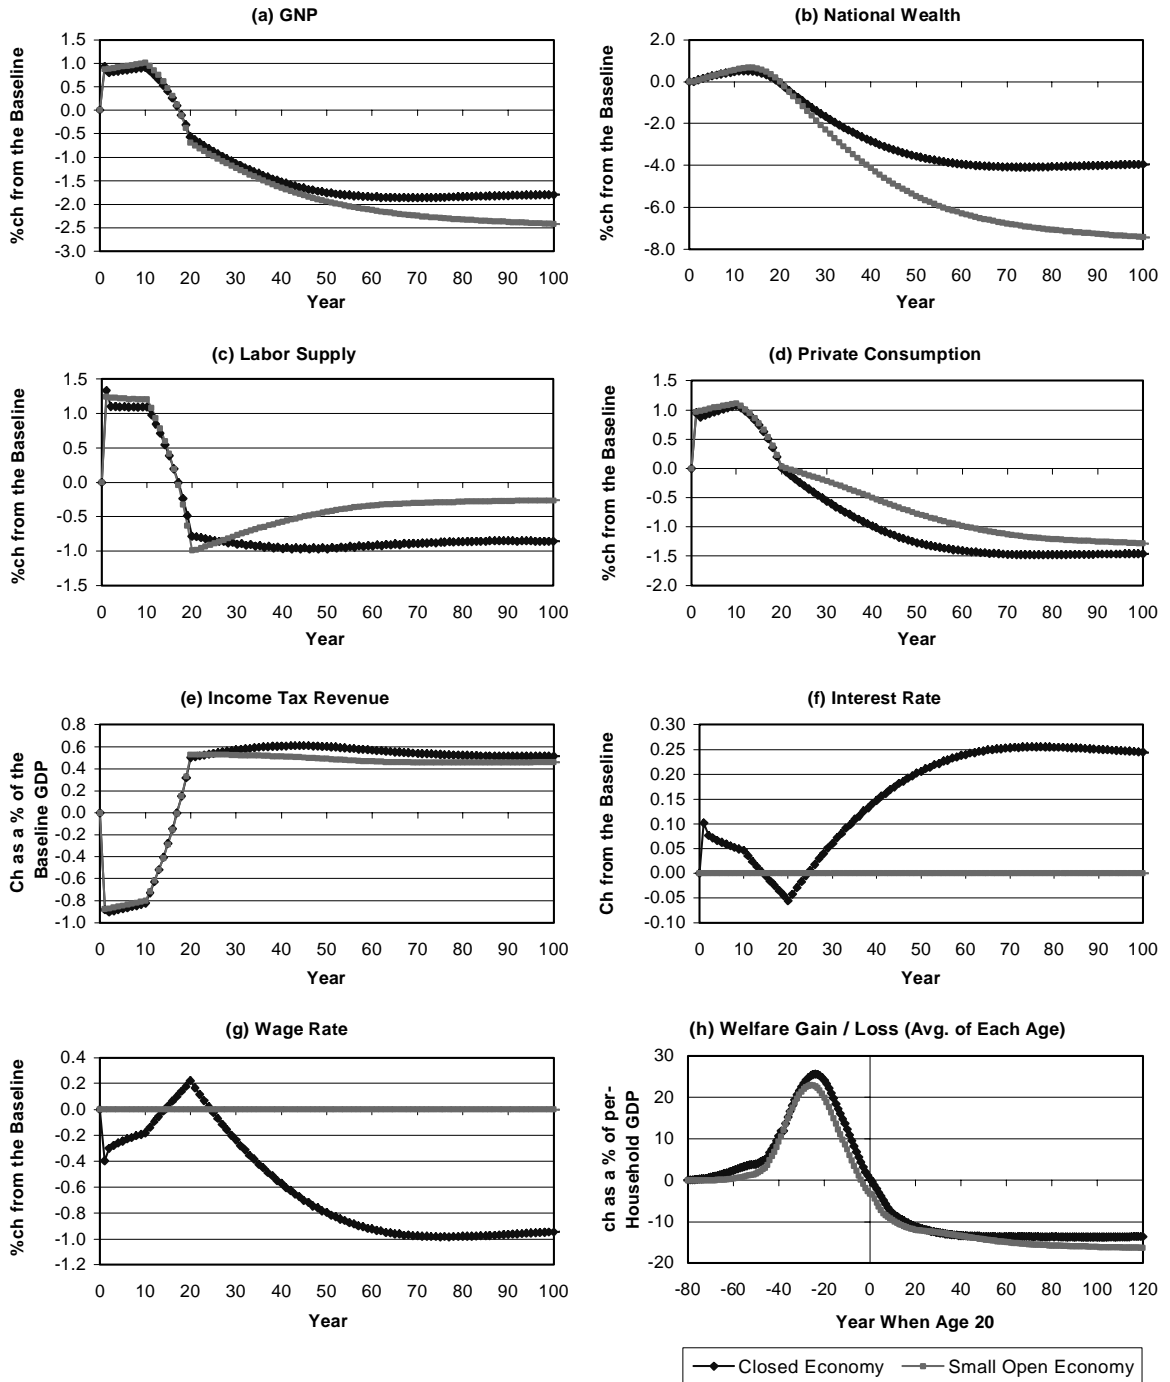 (a) GNP
%ch from the Baseline
1.5
1.0
0.5
0.0
-0.5
-1.0
-1.5
-2.0
-2.5
-3.0
0 10 20 30 40 50 60 70 80 90 100
Year
(b) National Wealth
%ch from the Baseline
2.0
0.0
-2.0
-4.0
-6.0
-8.0
0 10 20 30 40 50 60 70 80 90 100
Year
(c) Labor Supply
%ch from the Baseline
1.5
1.0
0.5
0.0
-0.5
-1.0
-1.5
0 10 20 30 40 50 60 70 80 90 100
Year
(d) Private Consumption
%ch from the Baseline
1.5
1.0
0.5
0.0
-0.5
-1.0
-1.5
-2.0
0 10 20 30 40 50 60 70 80 90 100
Year
(e) Income Tax Revenue
Ch as a % of the
Baseline GDP
0.8
0.6
0.4
0.2
0.0
-0.2
-0.4
-0.6
-0.8
-1.0
0 10 20 30 40 50 60 70 80 90 100
Year
(f) Interest Rate
Ch from the Baseline
0.30
0.25
0.20
0.15
0.10
0.05
0.00
-0.05
-0.10
0 10 20 30 40 50 60 70 80 90 100
Year
(g) Wage Rate
%ch from the Baseline
0.4
0.2
0.0
-0.2
-0.4
-0.6
-0.8
-1.0
-1.2
0 10 20 30 40 50 60 70 80 90 100
Year
(h) Welfare Gain / Loss (Avg. of Each Age)
ch as a % of per-
Household GDP
30
20
10
0
-10
-20
-80 -60 -40 -20 0 20 40 60 80 100 120
Year When Age 20
Closed Economy
Small Open Economy